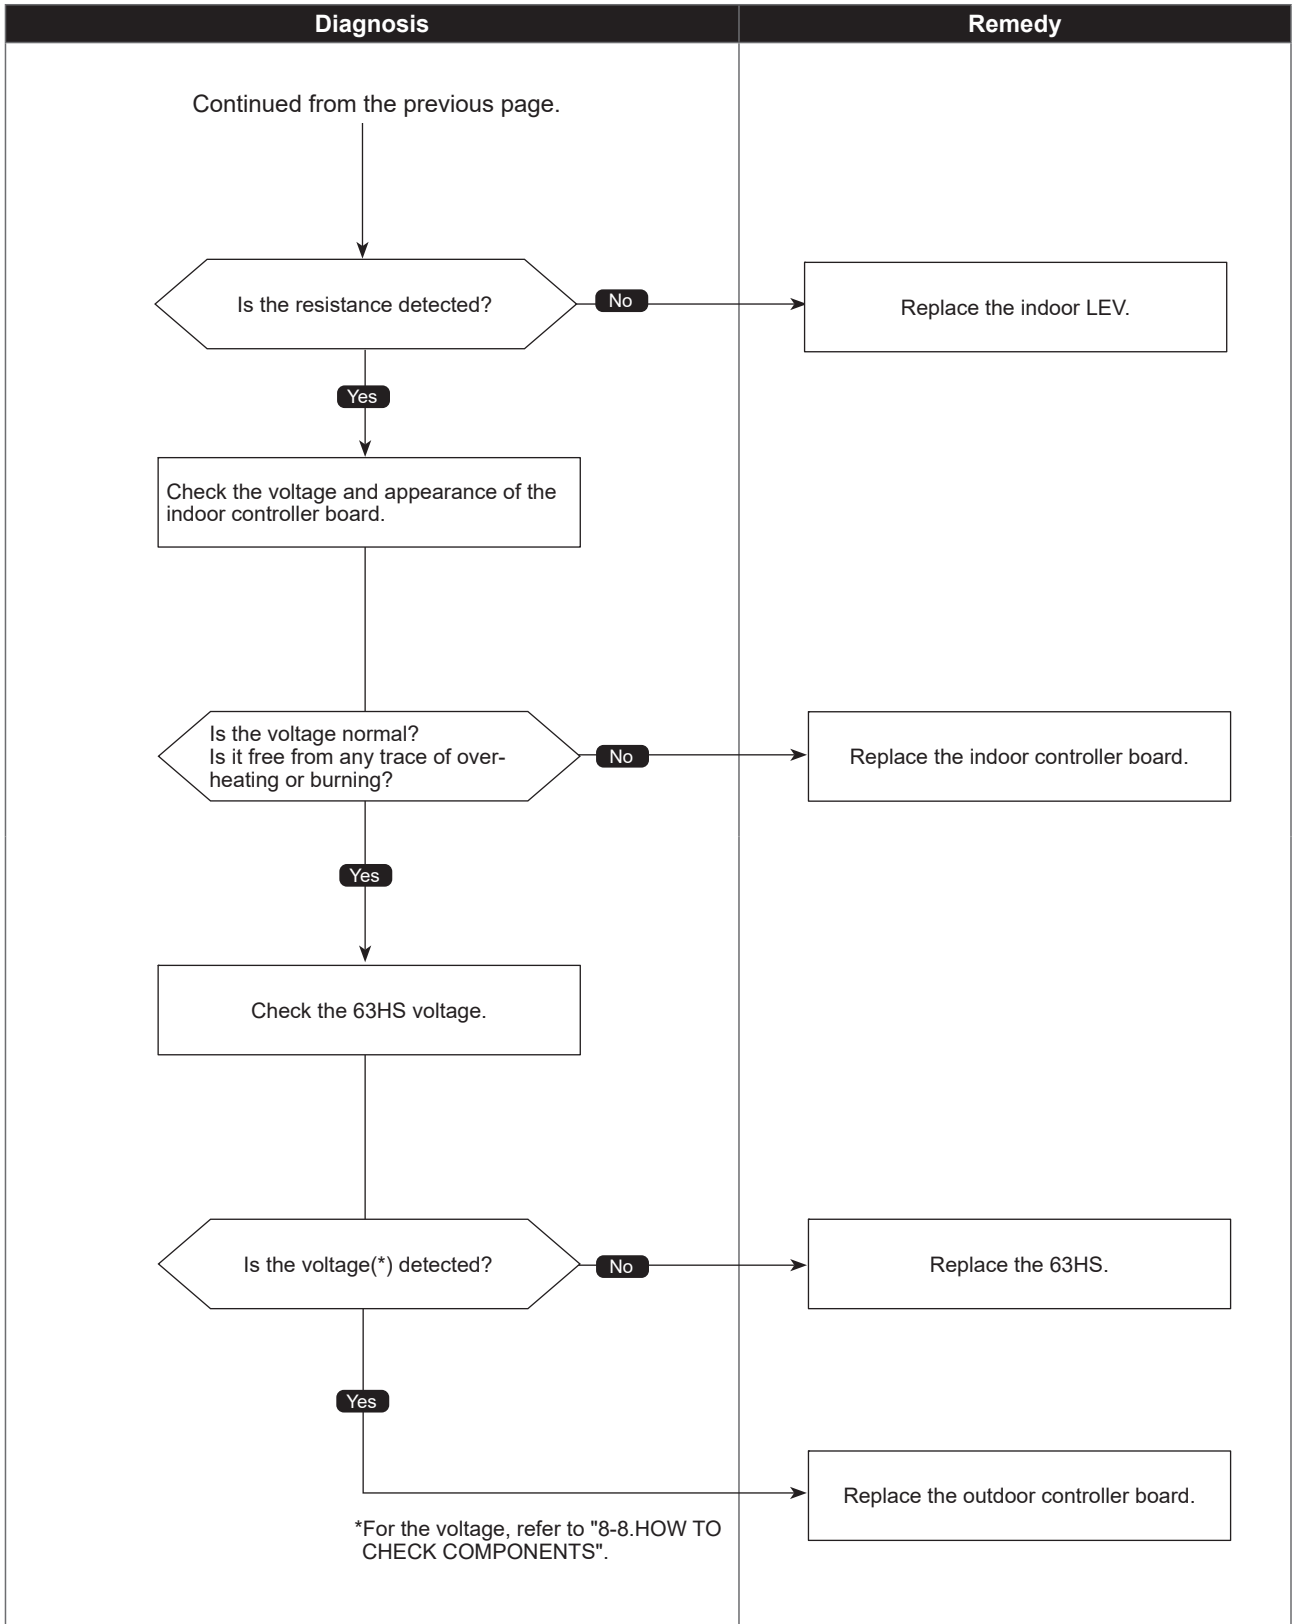 Diagnosis
Remedy
Continued from the previous page.
Is the resistance detected?
No
Replace the indoor LEV.
Yes
Check the voltage and appearance of the
indoor controller board.
Is the voltage normal?
Is it free from any trace of over-
heating or burning?
No
Replace the indoor controller board.
Yes
Check the 63HS voltage.
Is the voltage(*) detected?
No
Replace the 63HS.
Yes
Replace the outdoor controller board.
*For the voltage, refer to "8-8.HOW TO
CHECK COMPONENTS".